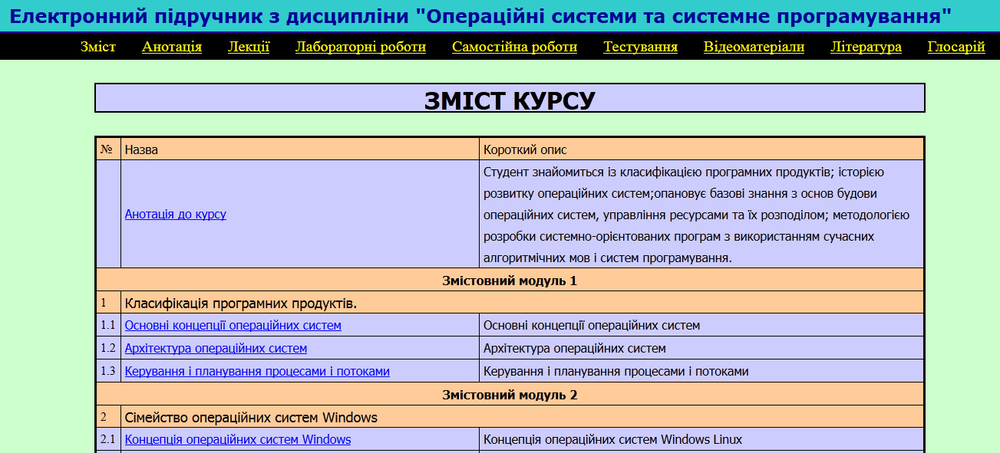 Електронний підручник з дисципліни "Операційні системи та системне програмування"
Зміст Анотація Лекції Лабораторні роботи Самостійна роботи Тестування Відеоматеріали Література Глосарій
ЗМІСТ КУРСУ
№ Назва Короткий опис
Анотація до курсу
Студент знайомиться із класифікацією програмних продуктів; історією
розвитку операційних систем;опановує базові знання з основ будови
операційних систем, управління ресурсами та їх розподілом; методологією
розробки системно-орієнтованих програм з використанням сучасних
алгоритмічних мов і систем програмування.
Змістовний модуль 1
1 Класифікація програмних продуктів.
1.1 Основні концепції операційних систем Основні концепції операційних систем
1.2 Архітектура операційних систем Архітектура операційних систем
1.3 Керування і планування процесами і потоками Керування і планування процесами і потоками
Змістовний модуль 2
2 Сімейство операційних систем Windows
2.1 Концепція операційних систем Windows Концепція операційних систем Windows Linux